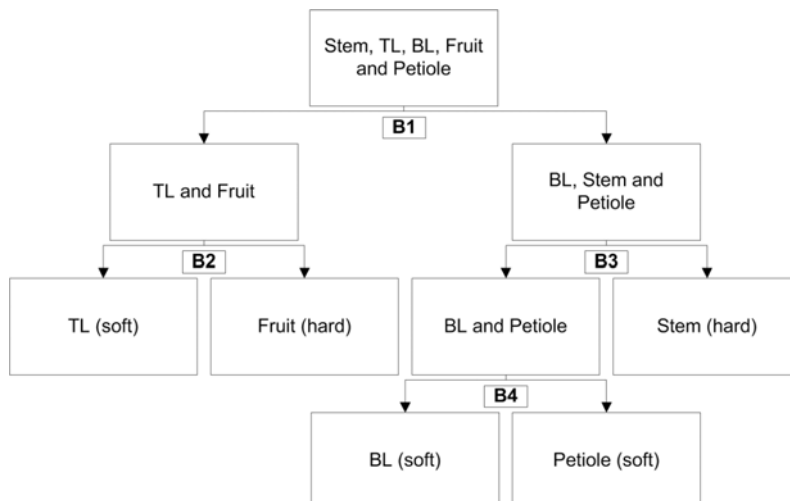 Stem, TL, BL, Fruit
and Petiole
B1
TL and Fruit
BL, Stem and
Petiole
B2
B3
TL (soft)
Fruit (hard)
BL and Petiole
Stem (hard)
B4
BL (soft)
Petiole (soft)